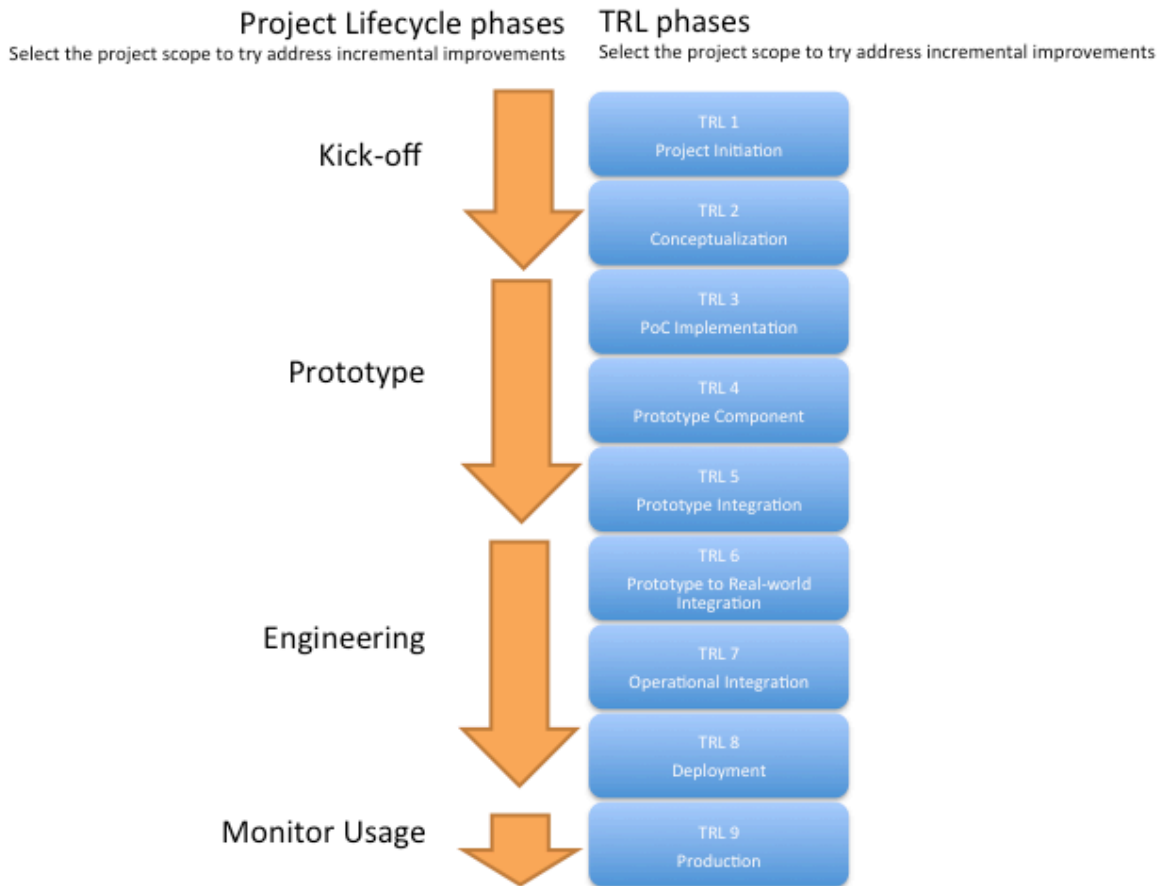 Project Lifecycle phases
Select the project scope to try address incremental improvements
TRL phases
Select the project scope to try address incremental improvements
Kick-off
TRL 1
Project Initiation
TRL 2
Conceptualization
Prototype
TRL 3
PoC Implementation
TRL 4
Prototype Component
TRL 5
Prototype Integration
Engineering
TRL 6
Prototype to Real-world
Integration
TRL 7
Operational Integration
TRL 8
Deployment
Monitor Usage
TRL 9
Production